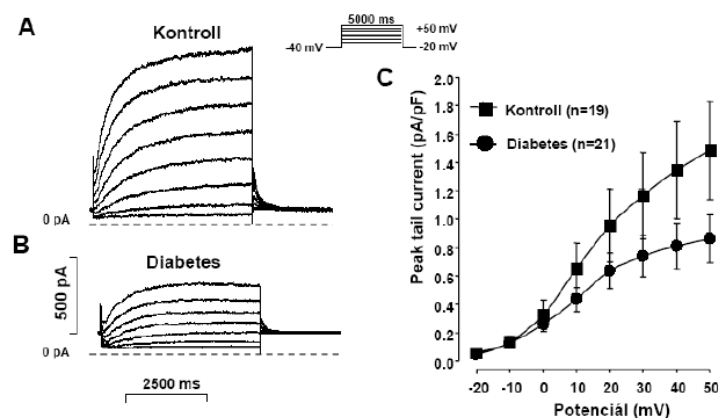 A
Kontroll
5000 ms
-40 mV
+50 mV
-20 mV
0 pA
B
Diabetes
500 pA
0 pA
2500 ms
C
Peak tail current (pA/pF)
2.0
1.8
1.6
1.4
1.2
1.0
0.8
0.6
0.4
0.2
0.0
Kontroll (n=19)
Diabetes (n=21)
-20 -10 0 10 20 30 40 50
Potenciál (mV)